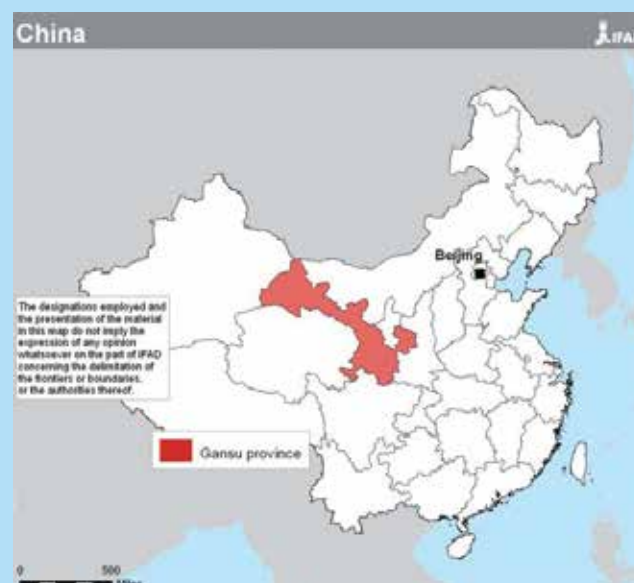 China
IFAD
Beijing
The designations employed and
the presentation of the material
in this map do not imply the
expression of any opinion
whatsoever on the part of IFAD
concerning the delimitation of
the frontiers or boundaries,
or the authorities thereof.
Gansu province
0 500
Miles